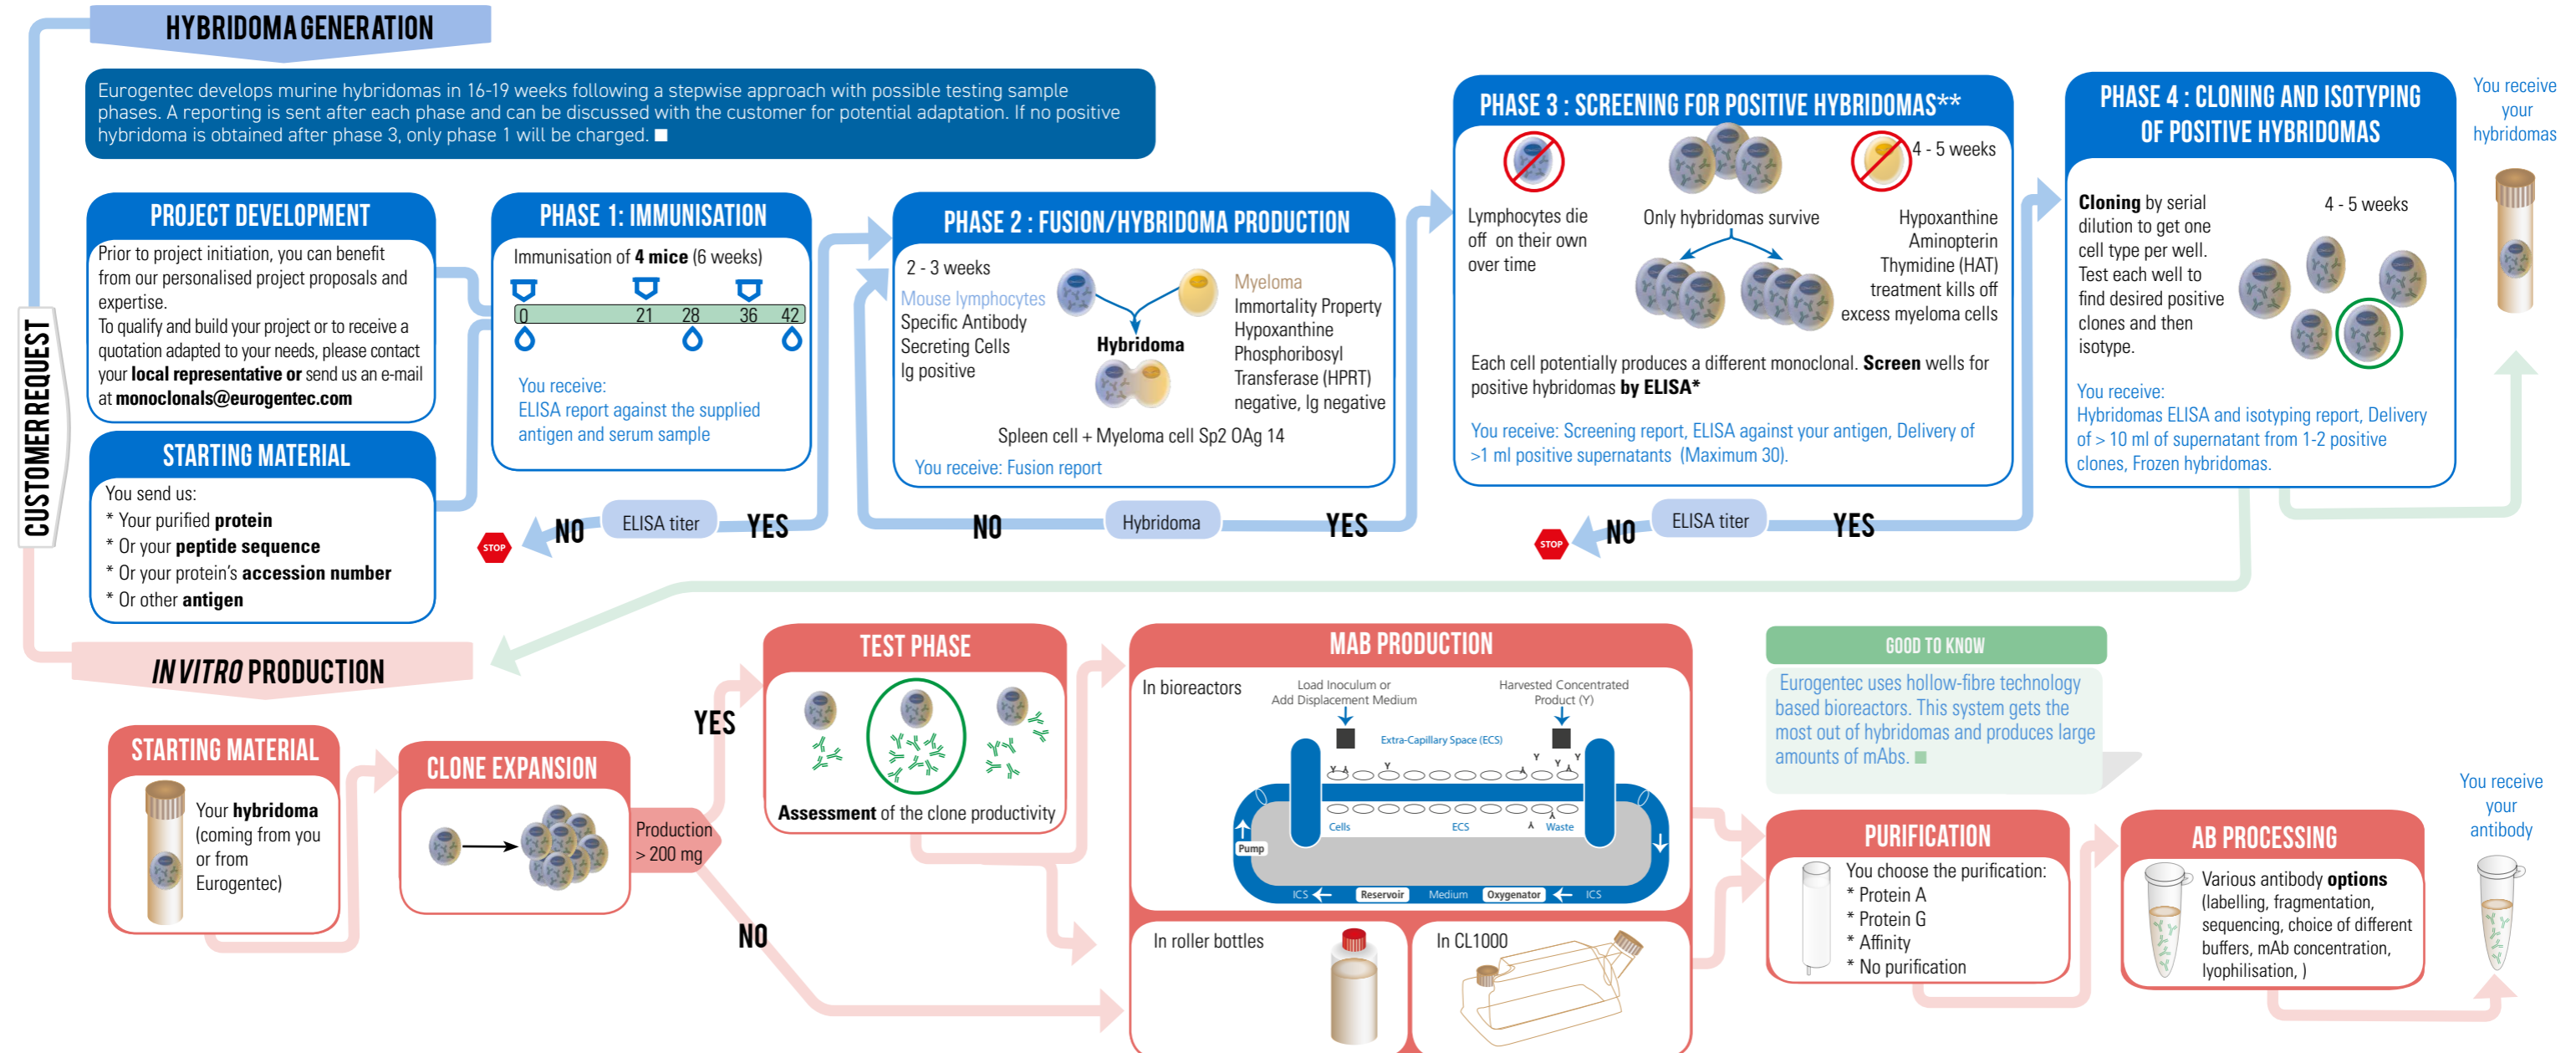 HYBRIDOMA GENERATION
Eurogentec develops murine hybridomas in 16-19 weeks following a stepwise approach with possible testing sample
phases. A reporting is sent after each phase and can be discussed with the customer for potential adaptation. If no positive
hybridoma is obtained after phase 3, only phase 1 will be charged. ■
CUSTOMER REQUEST
PROJECT DEVELOPMENT
Prior to project initiation, you can benefit
from our personalised project proposals and
expertise.
To qualify and build your project or to receive a
quotation adapted to your needs, please contact
your local representative or send us an e-mail
at monoclonals@eurogentec.com
STARTING MATERIAL
You send us:
* Your purified protein
* Or your peptide sequence
* Or your protein's accession number
* Or other antigen
PHASE 1: IMMUNISATION
Immunisation of 4 mice (6 weeks)
0 21 28 36 42
You receive:
ELISA report against the supplied
antigen and serum sample
STOP
NO
ELISA titer
YES
PHASE 2 : FUSION/HYBRIDOMA PRODUCTION
2 - 3 weeks
Mouse lymphocytes
Specific Antibody
Secreting Cells
Ig positive
Hybridoma
Myeloma
Immortality Property
Hypoxanthine
Phosphoribosyl
Transferase (HPRT)
negative, Ig negative
Spleen cell + Myeloma cell Sp2 OAg 14
You receive: Fusion report
NO
Hybridoma
YES
PHASE 3 : SCREENING FOR POSITIVE HYBRIDOMAS**
4 - 5 weeks
Lymphocytes die
off on their own
over time
Only hybridomas survive
Hypoxanthine
Aminopterin
Thymidine (HAT)
treatment kills off
excess myeloma cells
Each cell potentially produces a different monoclonal. Screen wells for
positive hybridomas by ELISA*
You receive: Screening report, ELISA against your antigen, Delivery of
>1 ml positive supernatants (Maximum 30).
STOP
NO
ELISA titer
YES
PHASE 4 : CLONING AND ISOTYPING
OF POSITIVE HYBRIDOMAS
Cloning by serial
dilution to get one
cell type per well.
Test each well to
find desired positive
clones and then
isotype.
4 - 5 weeks
You receive:
Hybridomas ELISA and isotyping report, Delivery
of > 10 ml of supernatant from 1-2 positive
clones, Frozen hybridomas.
You receive
your
hybridomas
IN VITRO PRODUCTION
STARTING MATERIAL
Your hybridoma
(coming from you
or from
Eurogentec)
CLONE EXPANSION
Production
> 200 mg
YES
NO
TEST PHASE
Assessment of the clone productivity
MAB PRODUCTION
In bioreactors
Load Inoculum or
Add Displacement Medium
Harvested Concentrated
Product (Y)
Extra-Capillary Space (ECS)
Cells
ECS
Waste
Pump
ICS
Reservoir
Medium
Oxygenator
ICS
In roller bottles
In CL1000
GOOD TO KNOW
Eurogentec uses hollow-fibre technology
based bioreactors. This system gets the
most out of hybridomas and produces large
amounts of mAbs. ■
PURIFICATION
You choose the purification:
* Protein A
* Protein G
* Affinity
* No purification
AB PROCESSING
Various antibody options
(labelling, fragmentation,
sequencing, choice of different
buffers, mAb concentration,
lyophilisation, )
You receive
your
antibody